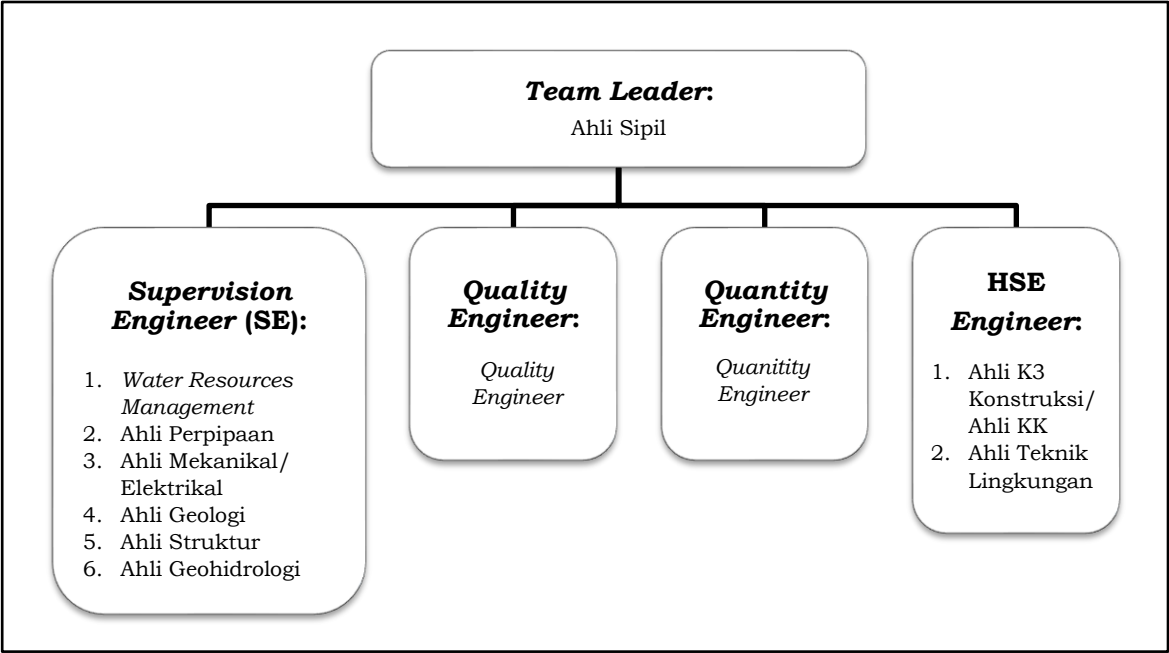 Team Leader:
Ahli Sipil
Supervision
Engineer (SE):
1. Water Resources
Management
2. Ahli Perpipaan
3. Ahli Mekanikal/
Elektrikal
4. Ahli Geologi
5. Ahli Struktur
6. Ahli Geohidrologi
Quality
Engineer:
Quality
Engineer
Quantity
Engineer:
Quanitity
Engineer
HSE
Engineer:
1. Ahli K3
Konstruksi/
Ahli KK
2. Ahli Teknik
Lingkungan